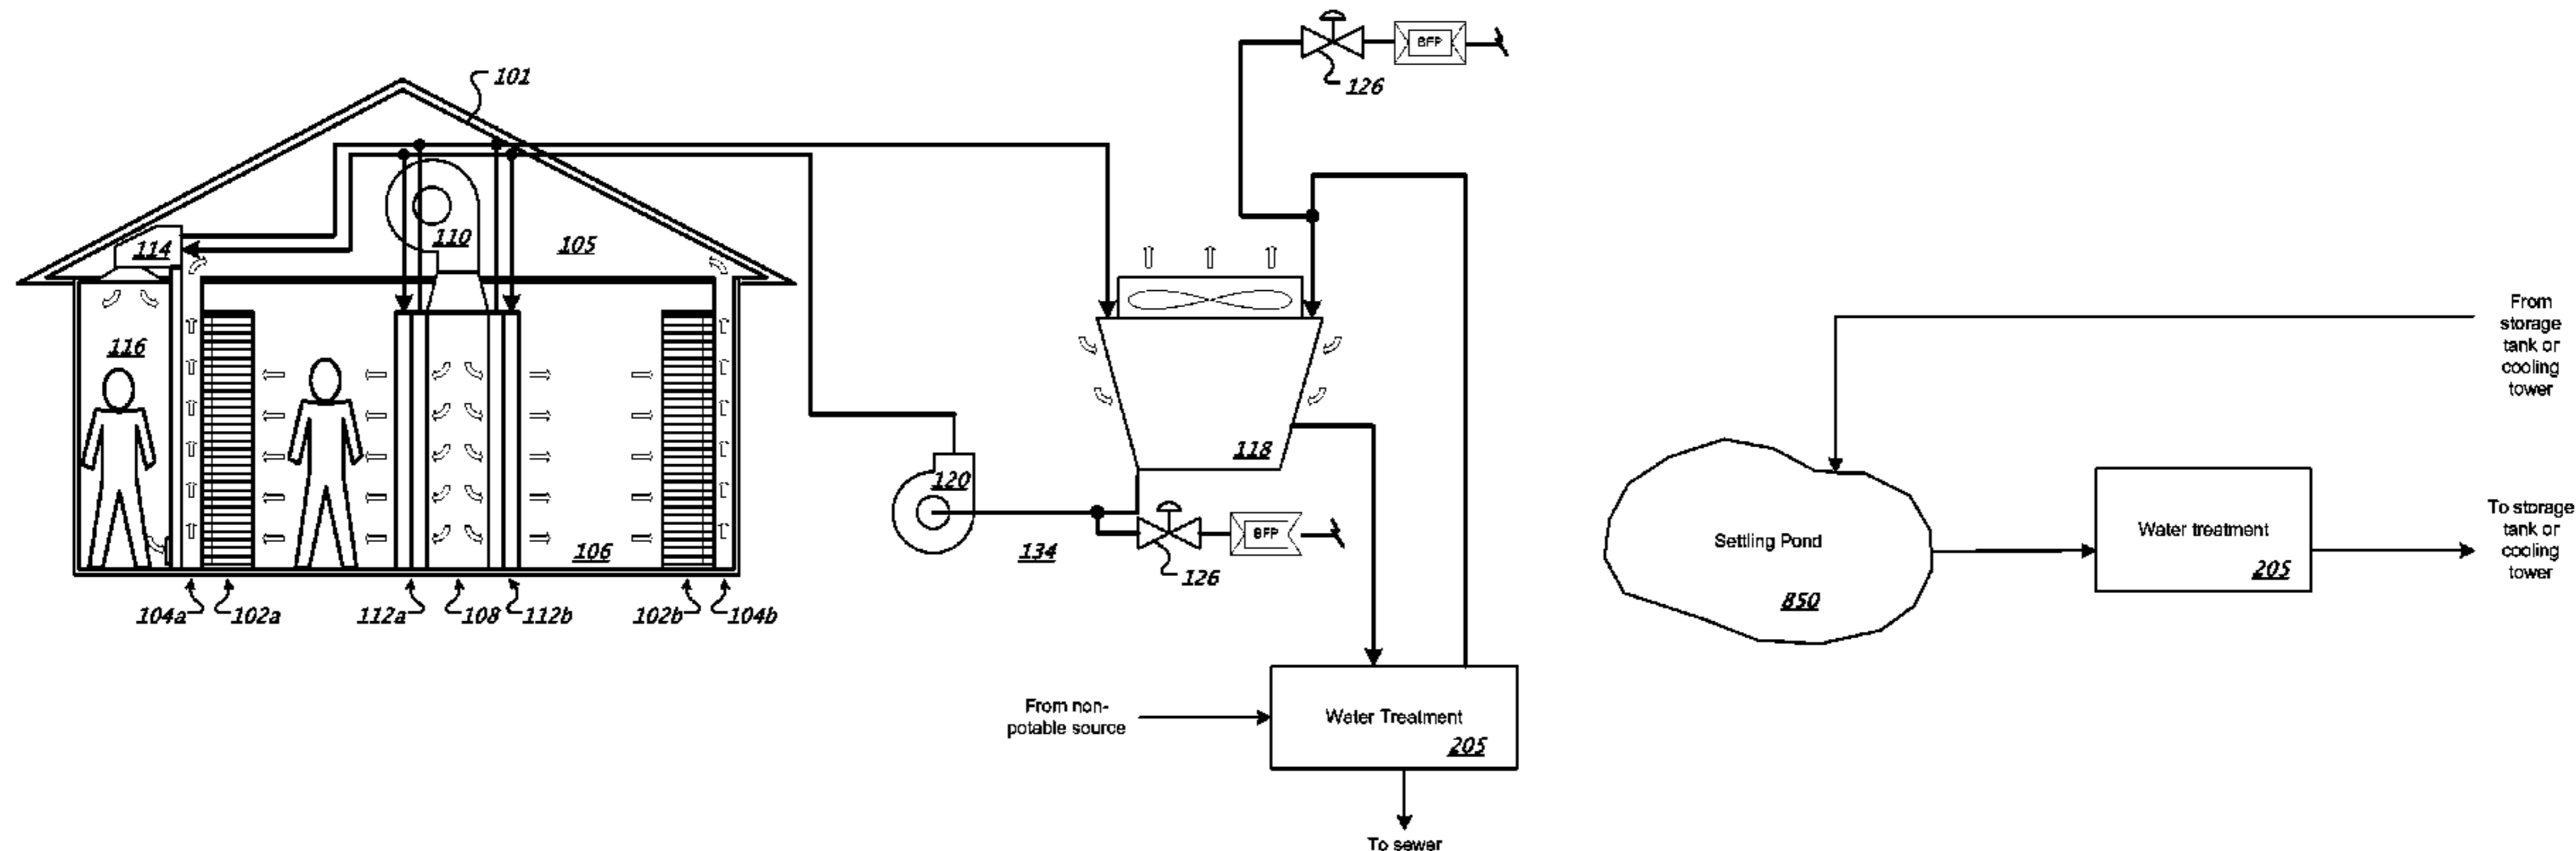 101
114
110
105
116
106
104a
102a
112a
108
112b
102b
104b
BFP
126
118
120
134
BFP
126
From non-
potable source
Water Treatment
205
To sewer
From
storage
tank or
cooling
tower
Settling Pond
850
Water treatment
205
To storage
tank or
cooling
tower